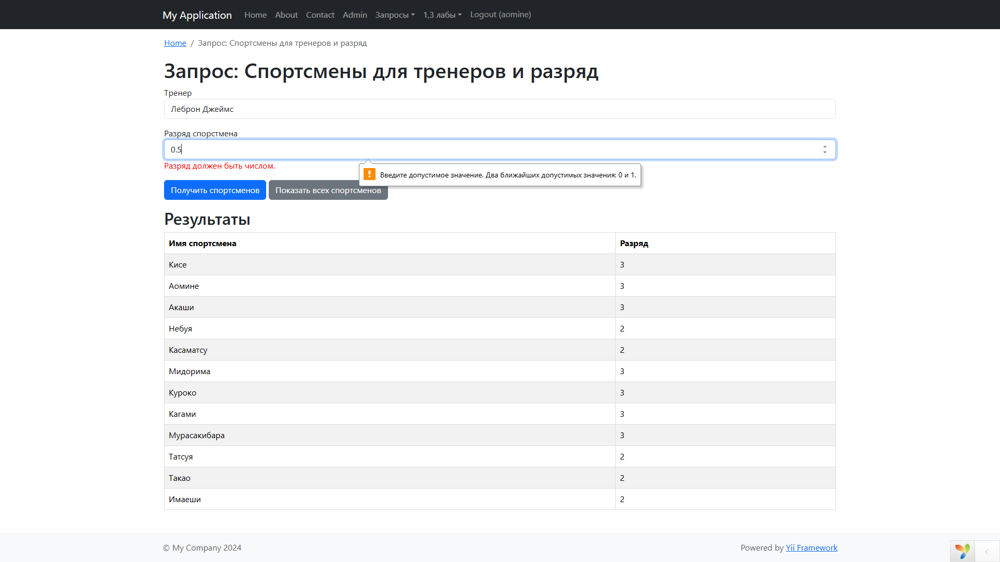 My Application Home About Contact Admin Запросы 1,3 лабы Logout (aomine)
Home / Запрос: Спортсмены для тренеров и разряд
Запрос: Спортсмены для тренеров и разряд
Тренер
Леброн Джеймс
Разряд спорстмена
0.5
Разряд должен быть числом.
Введите допустимое значение. Два ближайших допустимых значения: 0 и 1.
Получить спортсменов Показать всех спортсменов
Результаты
Имя спортсмена Разряд
Кисе 3
Аомине 3
Акаши 3
Небуя 2
Касаматсу 2
Мидорима 3
Куроко 3
Кагами 3
Мурасакибара 3
Татсуя 2
Такао 2
Имаеши 2
© My Company 2024 Powered by Yii Framework